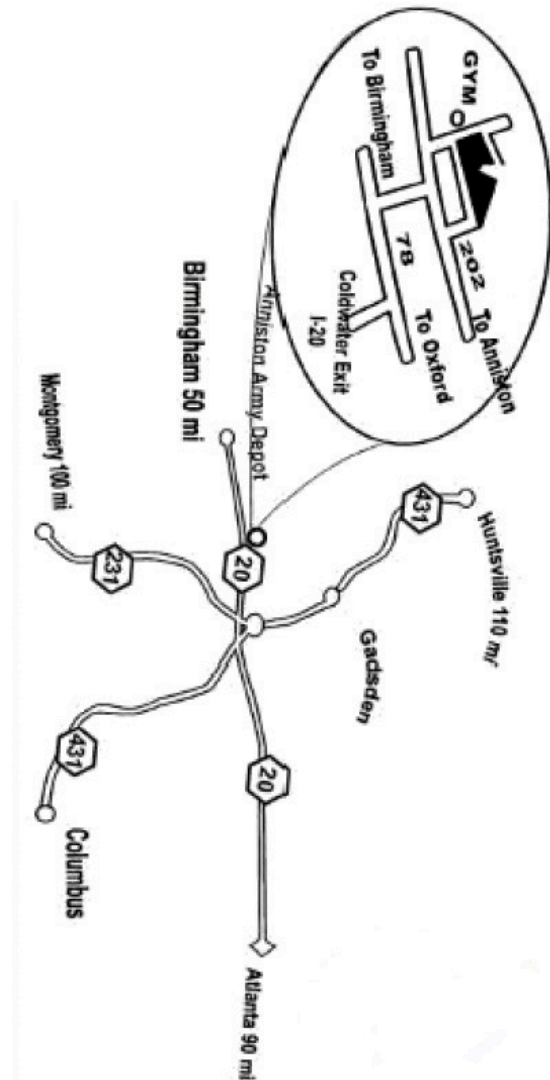 GYM
To Birmingham
202
To Anniston
78
To Oxford
Coldwater Exit
I-20
Anniston Army Depot
Birmingham 50 mi
Montgomery 100 mi
431
Huntsville 110 mi
Gadsden
20
231
431
20
Columbus
Atlanta 90 mi